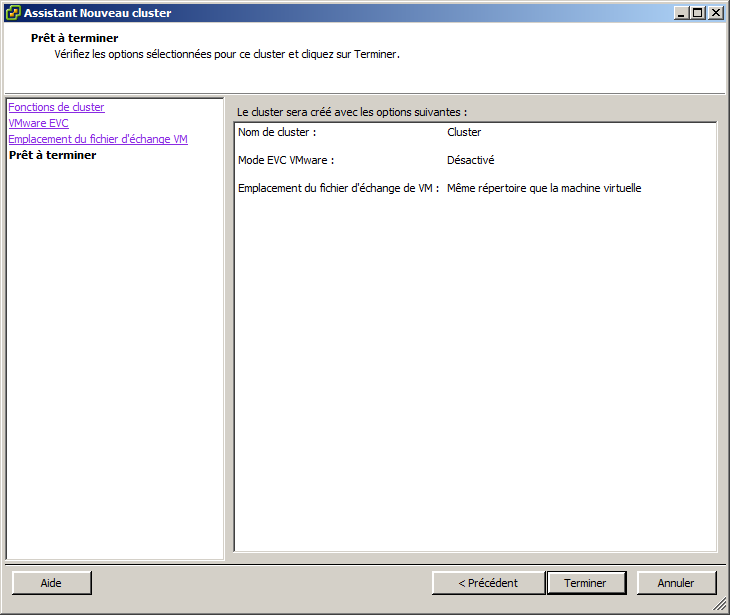 Assistant Nouveau cluster
Prêt à terminer
Vérifiez les options sélectionnées pour ce cluster et cliquez sur Terminer.
Fonctions de cluster
VMware EVC
Emplacement du fichier d'échange VM
Prêt à terminer
Le cluster sera créé avec les options suivantes :
Nom de cluster : Cluster
Mode EVC VMware : Désactivé
Emplacement du fichier d'échange de VM : Même répertoire que la machine virtuelle
Aide
< Précédent
Terminer
Annuler